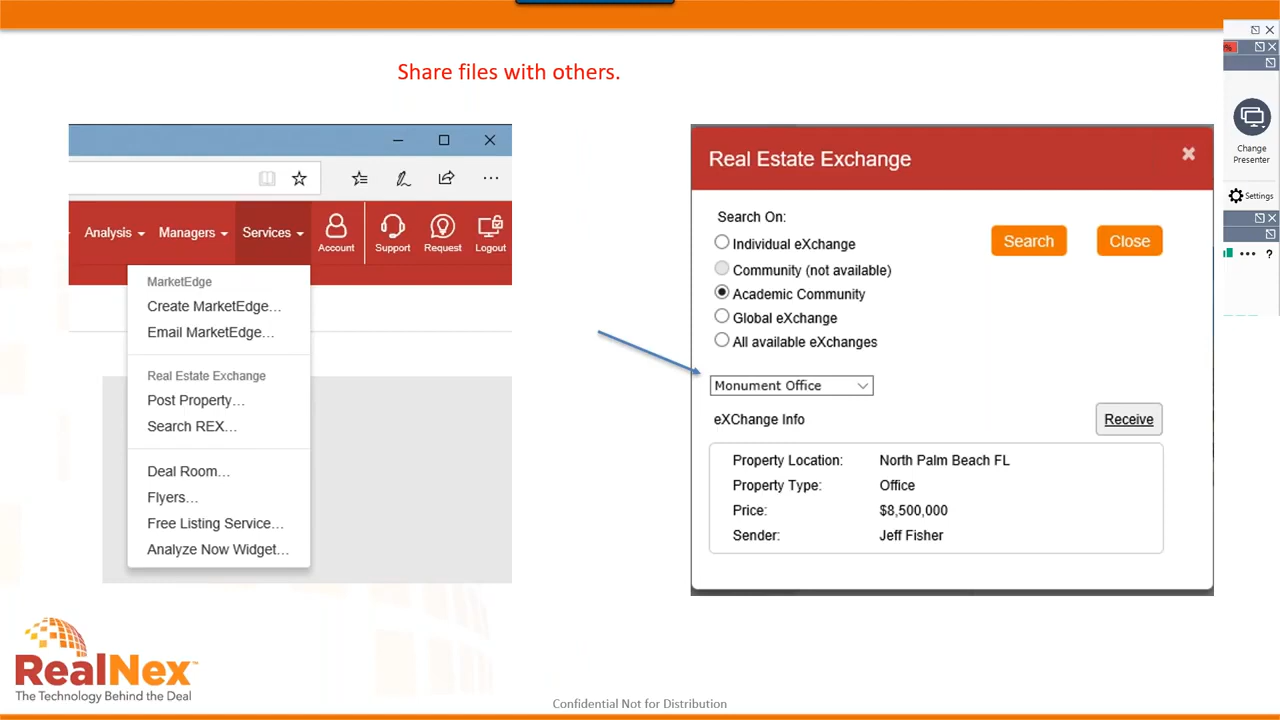 Share files with others.
Analysis
Managers
Services
Account
Support
Request
Logout
MarketEdge
Create MarketEdge...
Email MarketEdge...
Real Estate Exchange
Post Property...
Search REX...
Deal Room...
Flyers...
Free Listing Service...
Analyze Now Widget...
Real Estate Exchange
Search On:
Individual eXchange
Search
Close
Community (not available)
Academic Community
Global eXchange
All available eXchanges
Monument Office
eXChange Info
Receive
Property Location: North Palm Beach FL
Property Type: Office
Price: $8,500,000
Sender: Jeff Fisher
%
Change
Presenter
Settings
?
RealNex™
The Technology Behind the Deal
Confidential Not for Distribution